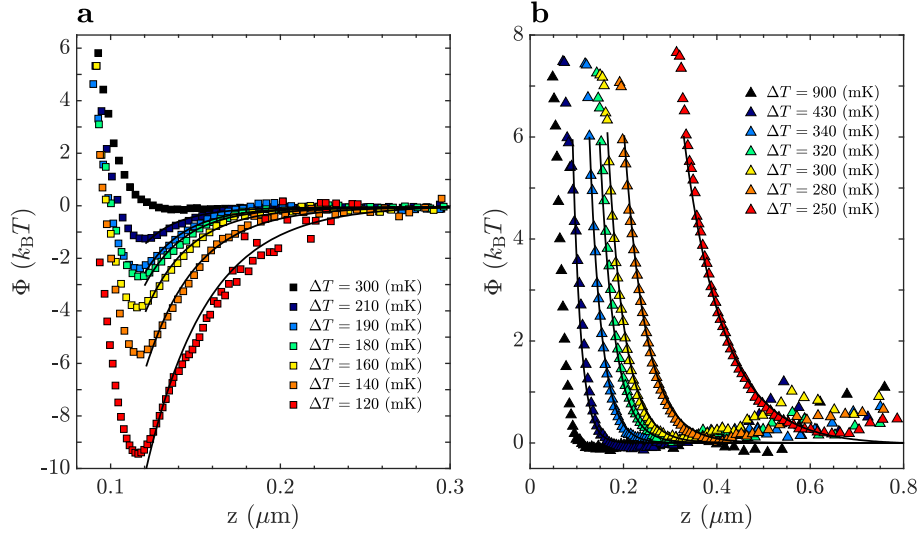 a
6
4
2
0
-2
-4
-6
-8
-10
Φ (k_BT)
0.1
0.2
0.3
z (μm)
ΔT = 300 (mK)
ΔT = 210 (mK)
ΔT = 190 (mK)
ΔT = 180 (mK)
ΔT = 160 (mK)
ΔT = 140 (mK)
ΔT = 120 (mK)
b
8
6
4
2
0
Φ (k_BT)
0
0.2
0.4
0.6
0.8
z (μm)
ΔT = 900 (mK)
ΔT = 430 (mK)
ΔT = 340 (mK)
ΔT = 320 (mK)
ΔT = 300 (mK)
ΔT = 280 (mK)
ΔT = 250 (mK)